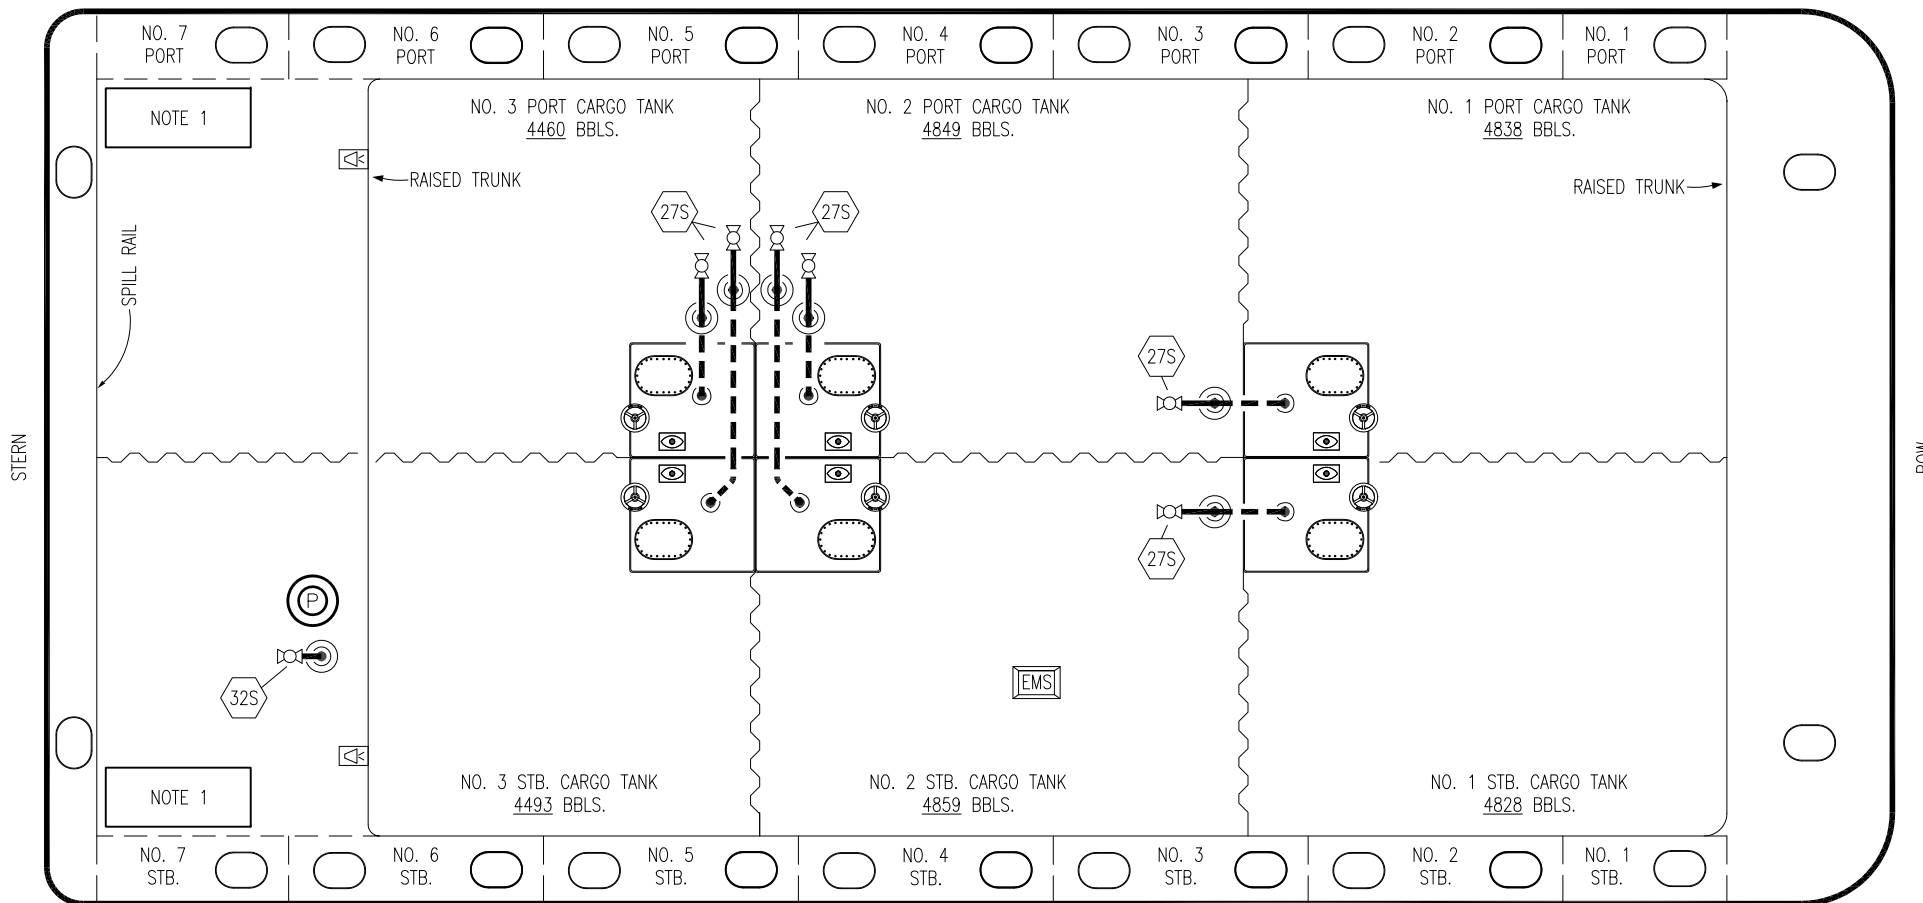 NO. 7 PORT
NO. 6 PORT
NO. 5 PORT
NO. 4 PORT
NO. 3 PORT
NO. 2 PORT
NO. 1 PORT
NOTE 1
NO. 3 PORT CARGO TANK
4460 BBLS.
NO. 2 PORT CARGO TANK
4849 BBLS.
NO. 1 PORT CARGO TANK
4838 BBLS.
RAISED TRUNK
RAISED TRUNK
27S
27S
SPILL RAIL
27S
STERN
BOW
27S
P
32S
EMS
NOTE 1
NO. 3 STB. CARGO TANK
4493 BBLS.
NO. 2 STB. CARGO TANK
4859 BBLS.
NO. 1 STB. CARGO TANK
4828 BBLS.
NO. 7 STB.
NO. 6 STB.
NO. 5 STB.
NO. 4 STB.
NO. 3 STB.
NO. 2 STB.
NO. 1 STB.